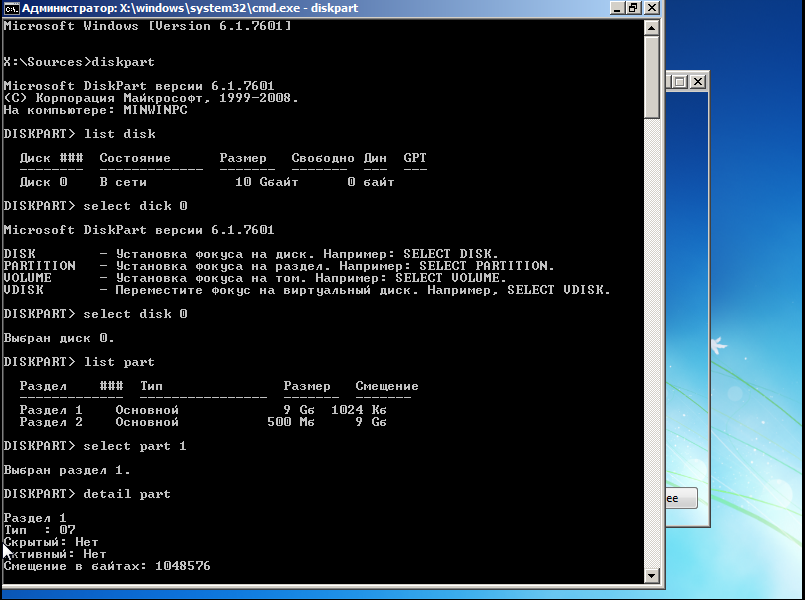 Администратор: X:\windows\system32\cmd.exe - diskpart
Microsoft Windows [Version 6.1.7601]
X:\Sources>diskpart
Microsoft DiskPart версии 6.1.7601
(C) Корпорация Майкрософт, 1999-2008.
На компьютере: MINWINPC
DISKPART> list disk
Диск ### Состояние Размер Свободно Дин GPT
-------- ------------- ------- ------- --- ---
Диск 0 В сети 10 Gбайт 0 байт
DISKPART> select dick 0
Microsoft DiskPart версии 6.1.7601
DISK - Установка фокуса на диск. Например: SELECT DISK.
PARTITION - Установка фокуса на раздел. Например: SELECT PARTITION.
VOLUME - Установка фокуса на том. Например: SELECT VOLUME.
VDISK - Переместите фокус на виртуальный диск. Например, SELECT VDISK.
DISKPART> select disk 0
Выбран диск 0.
DISKPART> list part
Раздел ### Тип Размер Смещение
------------- ---------------- ------- -------
Раздел 1 Основной 9 Gб 1024 Kб
Раздел 2 Основной 500 Mб 9 Gб
DISKPART> select part 1
Выбран раздел 1.
DISKPART> detail part
Раздел 1
Тип : 07
Скрытый: Нет
Активный: Нет
Смещение в байтах: 1048576
ее